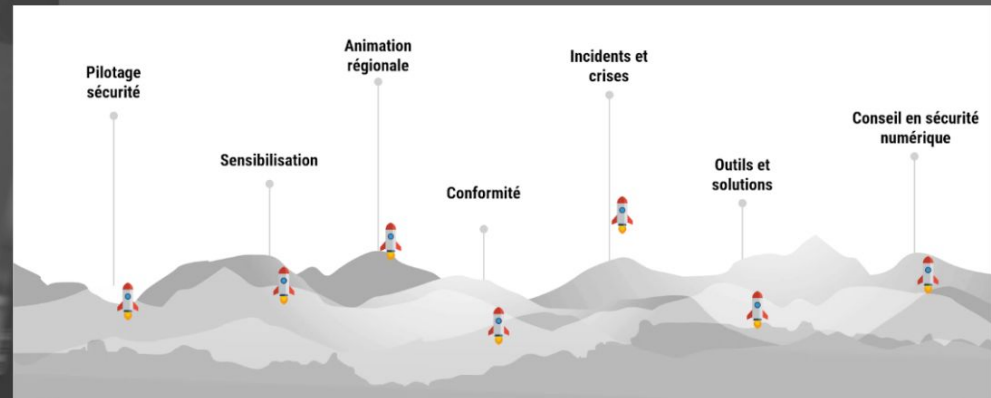 Pilotage
sécurité
Sensibilisation
Animation
régionale
Conformité
Incidents et
crises
Outils et
solutions
Conseil en sécurité
numérique